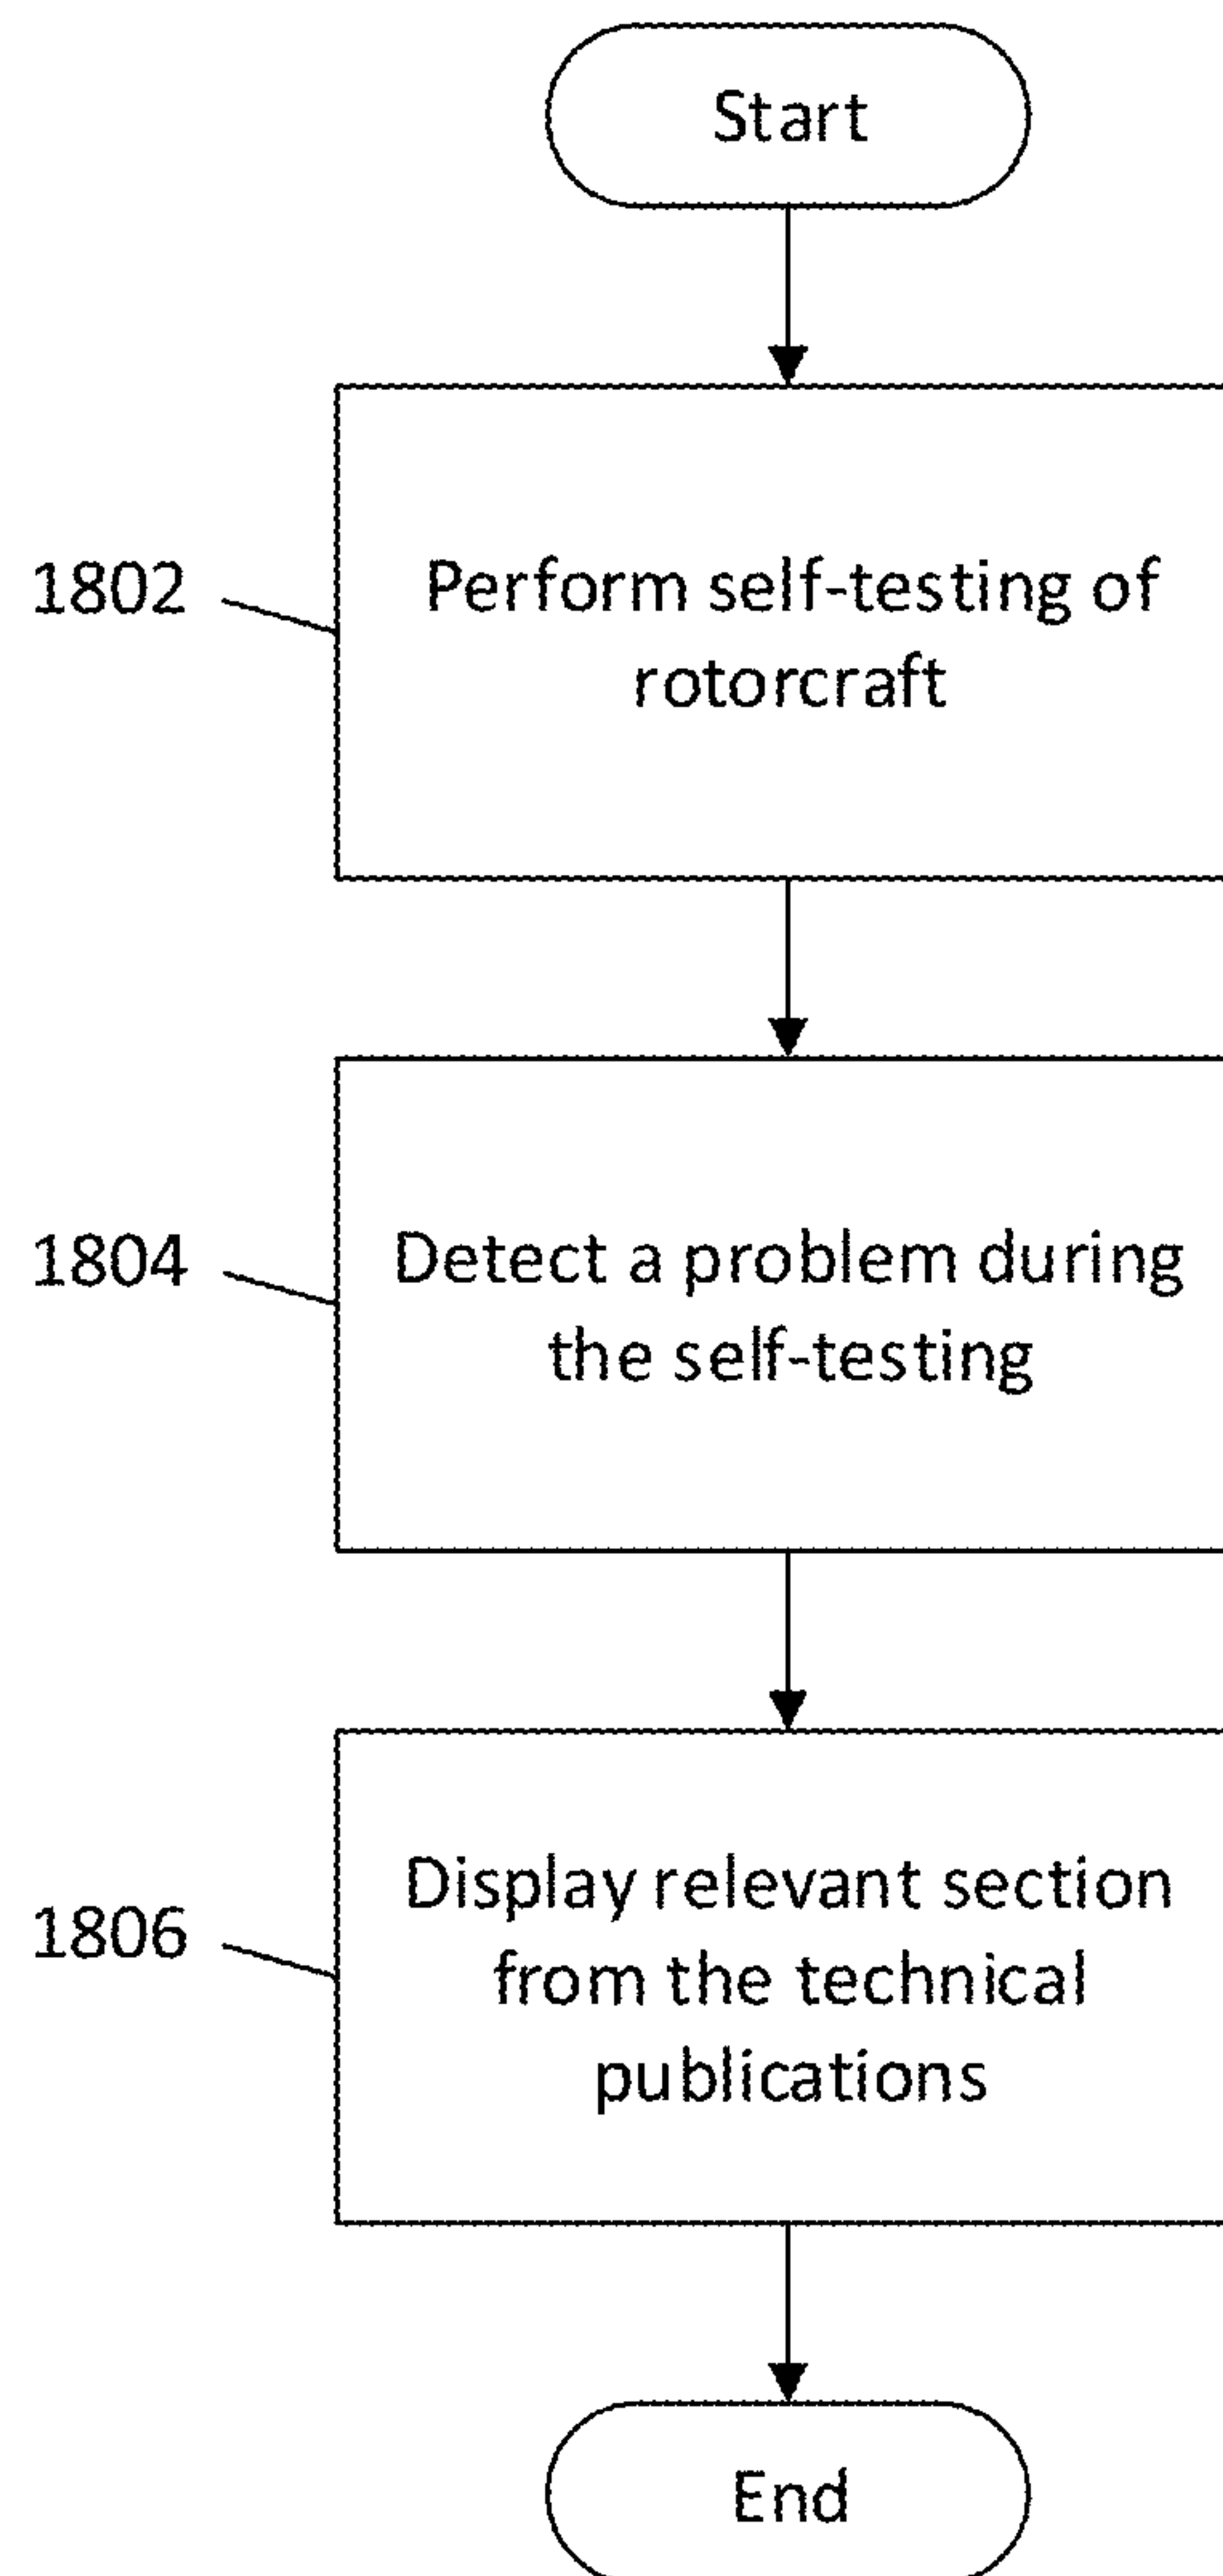 Start
1802
Perform self-testing of
rotorcraft
1804
Detect a problem during
the self-testing
1806
Display relevant section
from the technical
publications
End